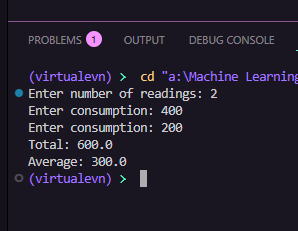 PROBLEMS 1 OUTPUT DEBUG CONSOLE
(virtualevn) > cd "a:\Machine Learning
Enter number of readings: 2
Enter consumption: 400
Enter consumption: 200
Total: 600.0
Average: 300.0
(virtualevn) >